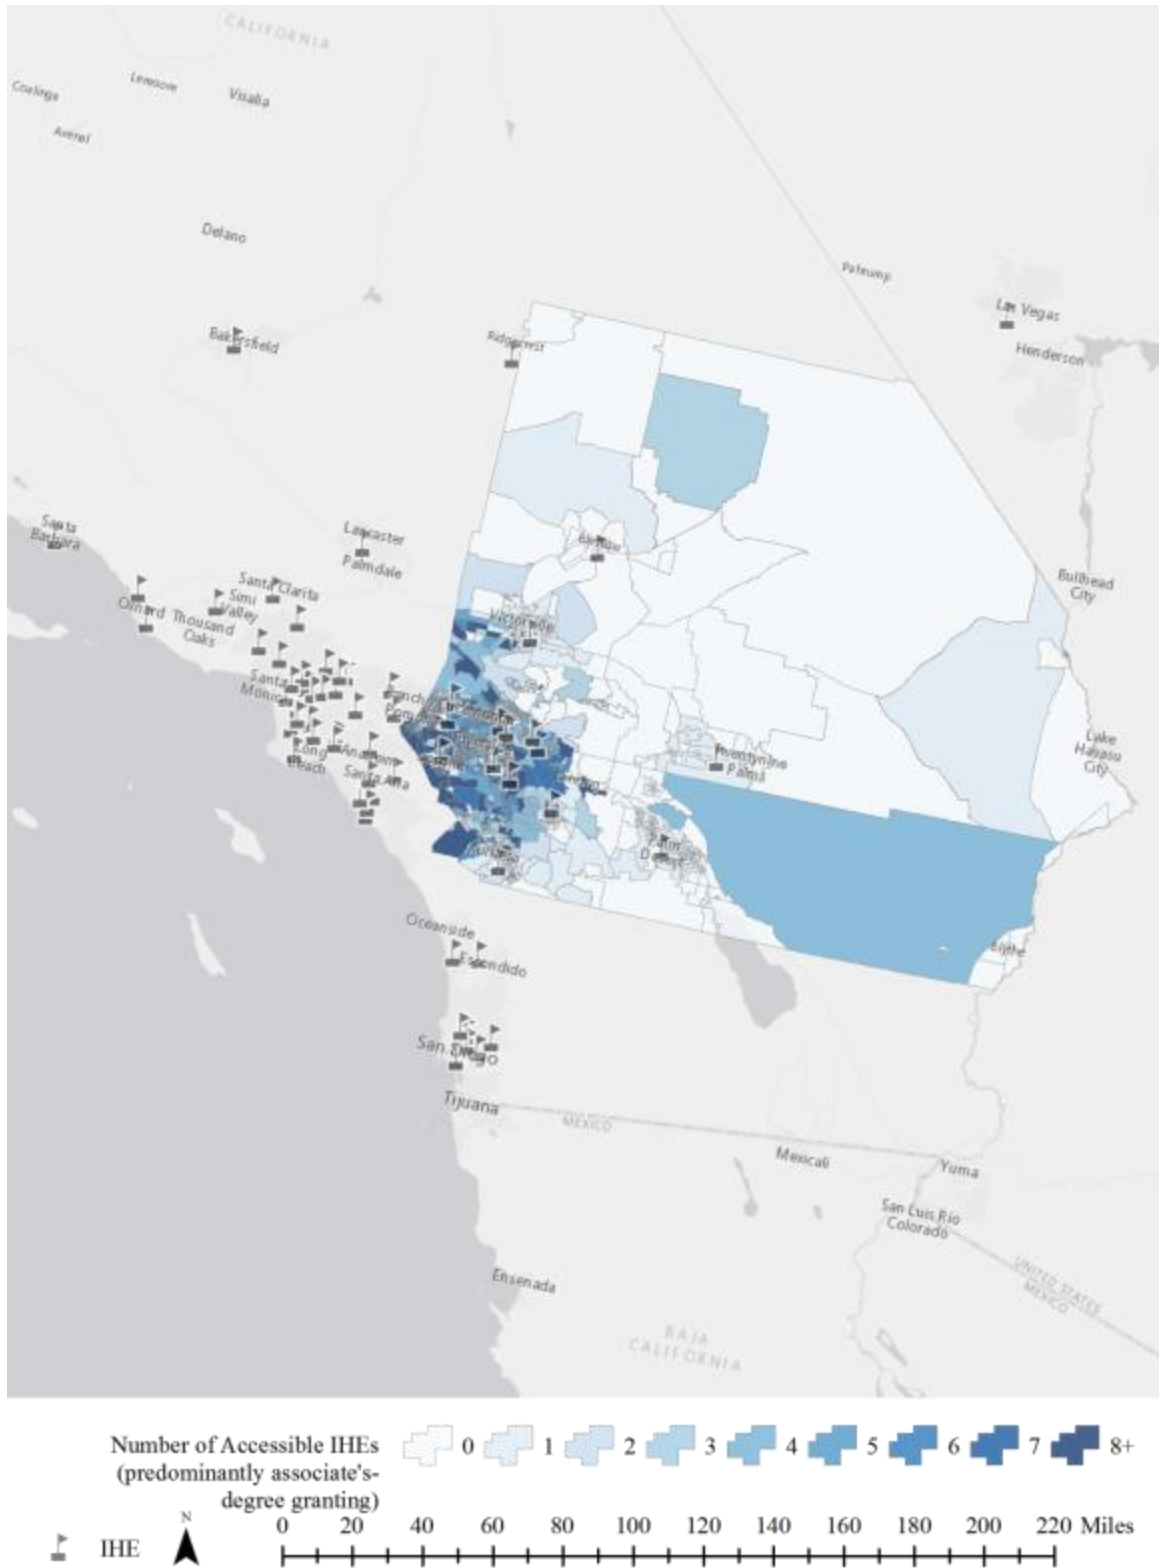 CALIFORNIA
Lemoore
Visalia
Coalinga
Avenal
Delano
Pahrump
Las Vegas
Bakersfield
Ridgecrest
Henderson
Santa
Barbara
Lancaster
Palmdale
Barstow
Bullhead
City
Santa Clarita
Simi
Valley
Oxnard
Thousand
Oaks
Victorville
Santa
Monica
Lake
Havasu
City
Long
Beach
Anaheim
Santa Ana
Twentynine
Palms
Palm
Desert
Oceanside
Escondido
Blythe
San Diego
Tijuana
MEXICO
Mexicali
Yuma
San Luis Rio
Colorado
UNITED STATES
MEXICO
Ensenada
BAJA
CALIFORNIA
Number of Accessible IHEs
(predominantly associate's-
degree granting)
0 1 2 3 4 5 6 7 8+
IHE
N
0 20 40 60 80 100 120 140 160 180 200 220 Miles